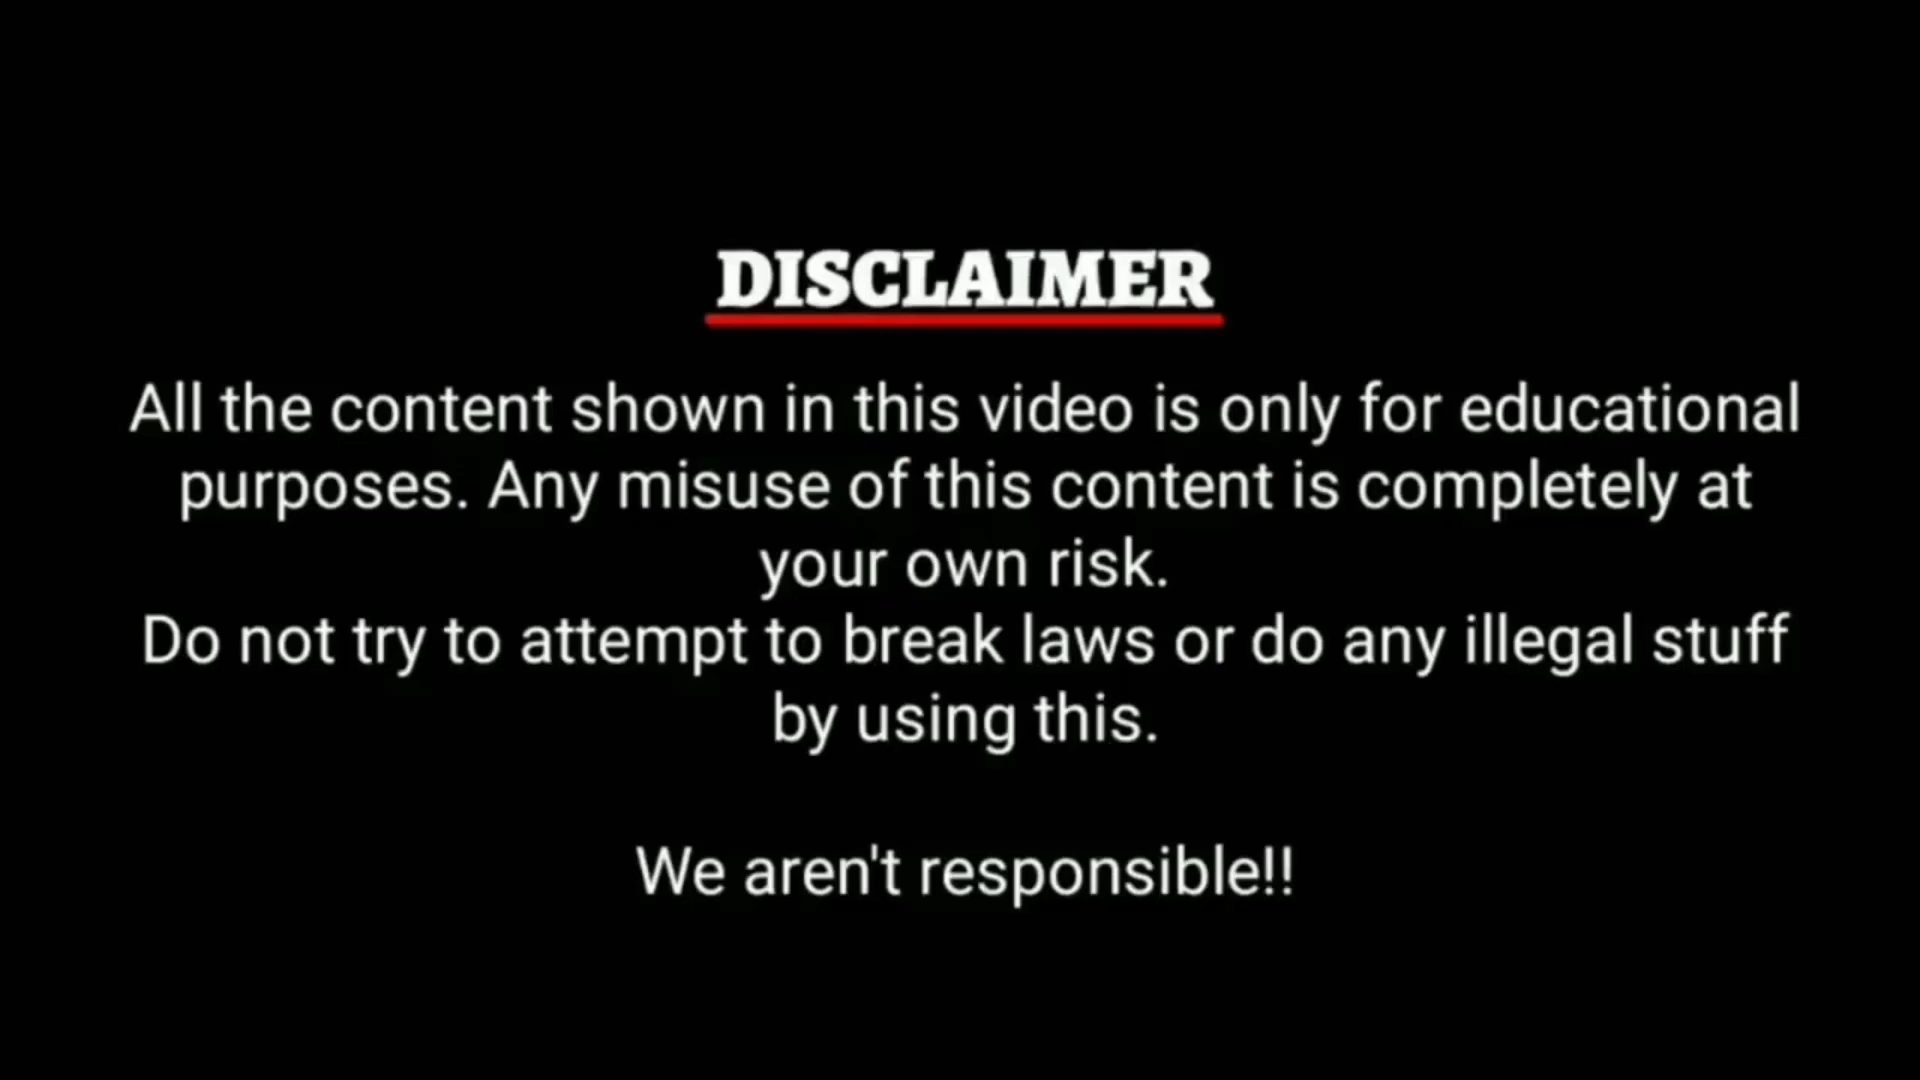 DISCLAIMER
All the content shown in this video is only for educational
purposes. Any misuse of this content is completely at
your own risk.
Do not try to attempt to break laws or do any illegal stuff
by using this.
We aren't responsible!!